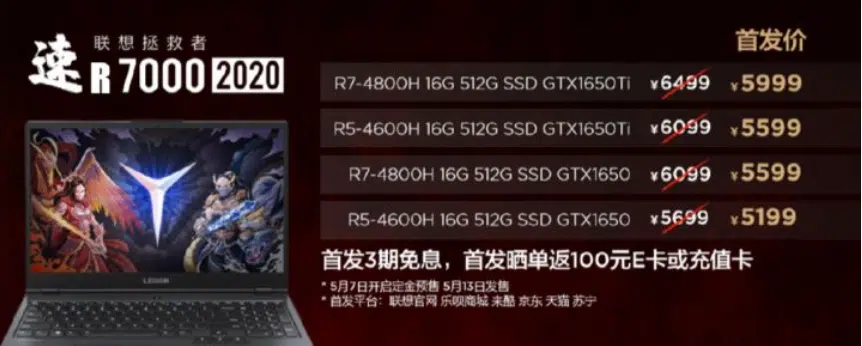 联想拯救者
速 R 7000 2020
首发价
R7-4800H 16G 512G SSD GTX1650Ti ¥6499 ¥5999
R5-4600H 16G 512G SSD GTX1650Ti ¥6099 ¥5599
R7-4800H 16G 512G SSD GTX1650 ¥6099 ¥5599
R5-4600H 16G 512G SSD GTX1650 ¥5699 ¥5199
LEGION
首发3期免息，首发晒单返100元E卡或充值卡
* 5月7日开启定金预售 5月13日发售
* 首发平台：联想官网 乐呗商城 来酷 京东 天猫 苏宁